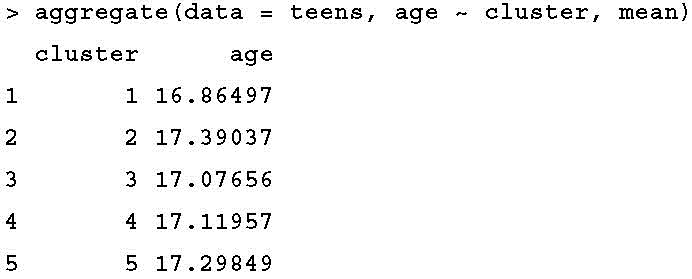 > aggregate(data = teens, age ~ cluster, mean)
  cluster      age
1       1 16.86497
2       2 17.39037
3       3 17.07656
4       4 17.11957
5       5 17.29849